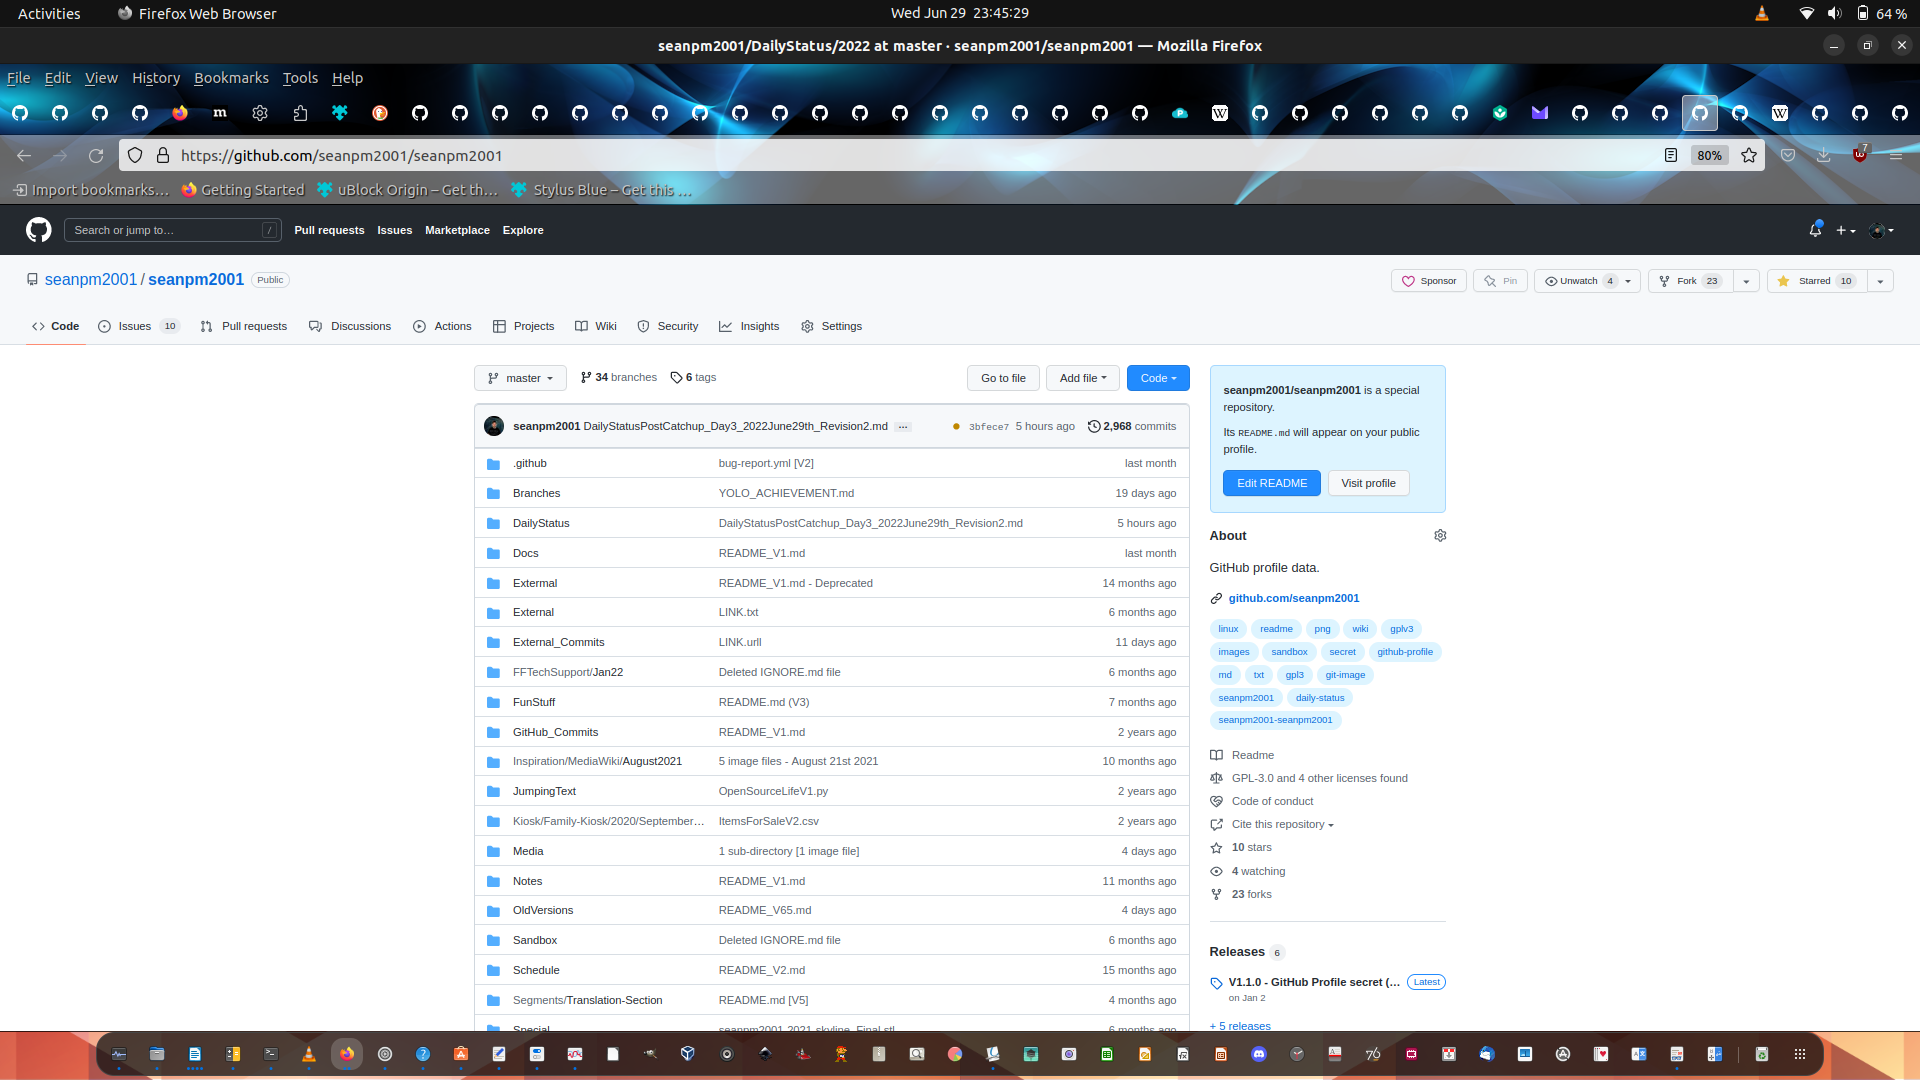 Activities Firefox Web Browser Wed Jun 29 23:45:29 64 %
seanpm2001/DailyStatus/2022 at master · seanpm2001/seanpm2001 — Mozilla Firefox
File Edit View History Bookmarks Tools Help
https://github.com/seanpm2001/seanpm2001 80% 7
Import bookmarks… Getting Started uBlock Origin – Get th… Stylus Blue – Get this …
Search or jump to… / Pull requests Issues Marketplace Explore
seanpm2001 / seanpm2001 Public Sponsor Pin Unwatch 4 Fork 23 Starred 10
Code Issues 10 Pull requests Discussions Actions Projects Wiki Security Insights Settings
master 34 branches 6 tags Go to file Add file Code
seanpm2001 DailyStatusPostCatchup_Day3_2022June29th_Revision2.md ... 3bfece7 5 hours ago 2,968 commits
.github bug-report.yml [V2] last month
Branches YOLO_ACHIEVEMENT.md 19 days ago
DailyStatus DailyStatusPostCatchup_Day3_2022June29th_Revision2.md 5 hours ago
Docs README_V1.md last month
Extermal README_V1.md - Deprecated 14 months ago
External LINK.txt 6 months ago
External_Commits LINK.urll 11 days ago
FFTechSupport/Jan22 Deleted IGNORE.md file 6 months ago
FunStuff README.md (V3) 7 months ago
GitHub_Commits README_V1.md 2 years ago
Inspiration/MediaWiki/August2021 5 image files - August 21st 2021 10 months ago
JumpingText OpenSourceLifeV1.py 2 years ago
Kiosk/Family-Kiosk/2020/September… ItemsForSaleV2.csv 2 years ago
Media 1 sub-directory [1 image file] 4 days ago
Notes README_V1.md 11 months ago
OldVersions README_V65.md 4 days ago
Sandbox Deleted IGNORE.md file 6 months ago
Schedule README_V2.md 15 months ago
Segments/Translation-Section README.md [V5] 4 months ago
Special seanpm2001-2021-skyline_Final.stl 6 months ago
seanpm2001/seanpm2001 is a special
repository.
Its README.md will appear on your public
profile.
Edit README Visit profile
About
GitHub profile data.
github.com/seanpm2001
linux readme png wiki gplv3
images sandbox secret github-profile
md txt gpl3 git-image
seanpm2001 daily-status
seanpm2001-seanpm2001
Readme
GPL-3.0 and 4 other licenses found
Code of conduct
Cite this repository
10 stars
4 watching
23 forks
Releases 6
V1.1.0 - GitHub Profile secret (… Latest
on Jan 2
+ 5 releases